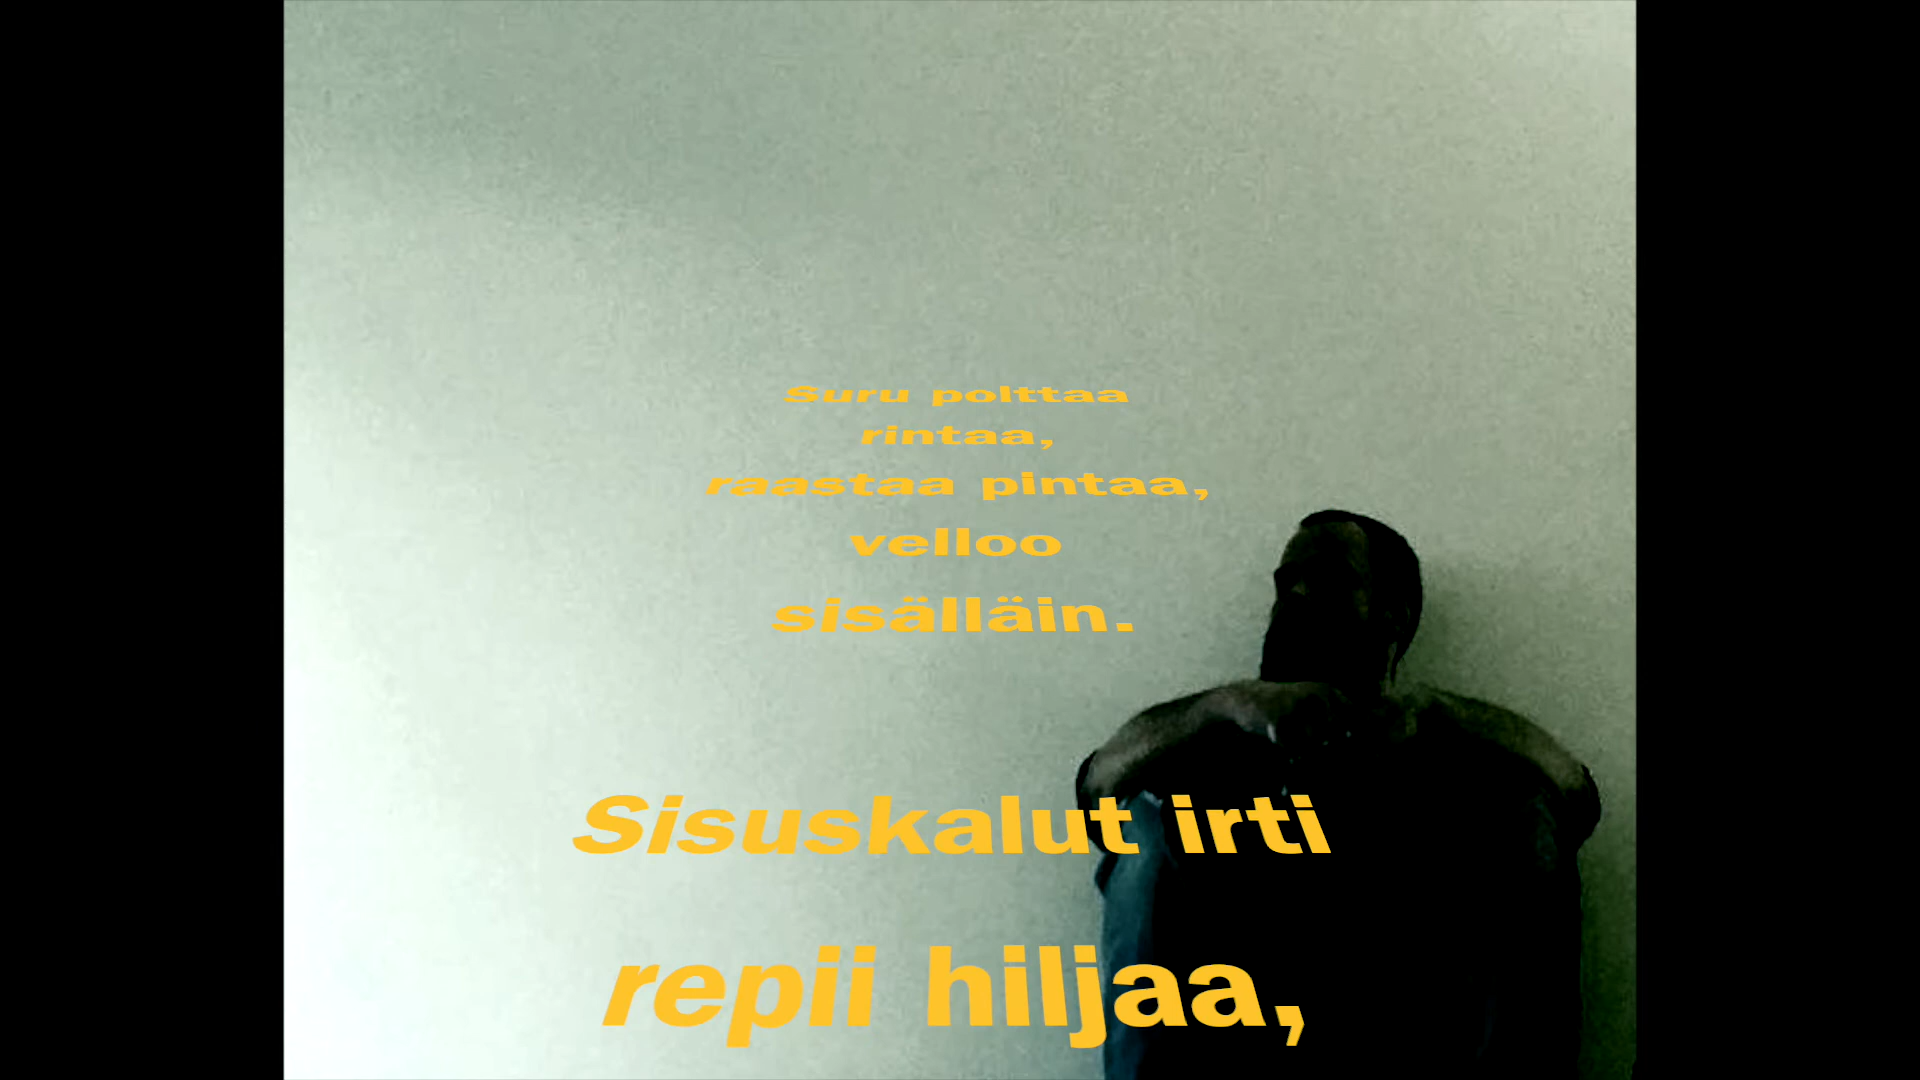 Suru polttaa
rintaa,
raastaa pintaa,
velloo
sisälläin.
Sisuskalut irti
repii hiljaa,